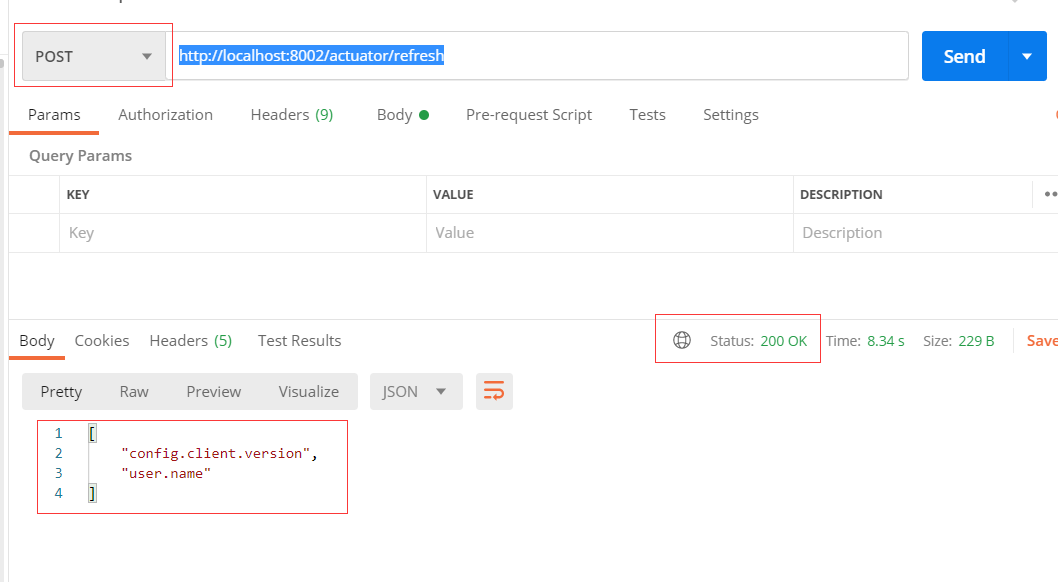 POST http://localhost:8002/actuator/refresh Send
Params Authorization Headers (9) Body Pre-request Script Tests Settings
Query Params
KEY VALUE DESCRIPTION
Key Value Description
Body Cookies Headers (5) Test Results Status: 200 OK Time: 8.34 s Size: 229 B Save
Pretty Raw Preview Visualize JSON
1 [
2 "config.client.version",
3 "user.name"
4 ]